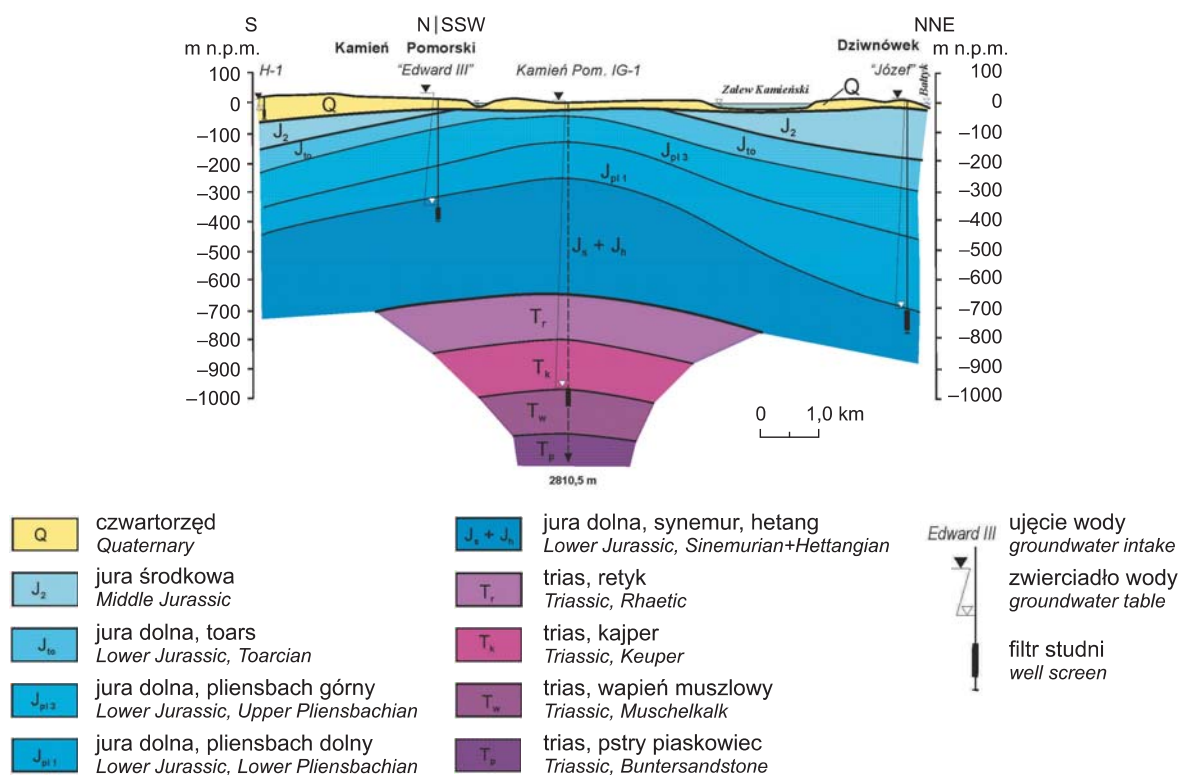 S N | SSW NNE
m n.p.m. Kamień Pomorski Dziwnówek m n.p.m.
H-1 "Edward III" Kamień Pom. IG-1 "Józef" Bałtyk
Zalew Kamieński
100 100
0 0
–100 –100
–200 –200
–300 –300
–400 –400
–500 –500
–600 –600
–700 –700
–800 –800
–900 –900
–1000 –1000
Q Q
J2 J2
Jto Jto
Jpl 3
Jpl 1
Js + Jh
Tr
Tk
Tw
Tp
2810,5 m
0 1,0 km
Q czwartorzęd
Quaternary
J2 jura środkowa
Middle Jurassic
Jto jura dolna, toars
Lower Jurassic, Toarcian
Jpl 3 jura dolna, pliensbach górny
Lower Jurassic, Upper Pliensbachian
Jpl 1 jura dolna, pliensbach dolny
Lower Jurassic, Lower Pliensbachian
Js + Jh jura dolna, synemur, hetang
Lower Jurassic, Sinemurian+Hettangian
Tr trias, retyk
Triassic, Rhaetic
Tk trias, kajper
Triassic, Keuper
Tw trias, wapień muszlowy
Triassic, Muschelkalk
Tp trias, pstry piaskowiec
Triassic, Buntersandstone
Edward III
ujęcie wody
groundwater intake
zwierciadło wody
groundwater table
filtr studni
well screen